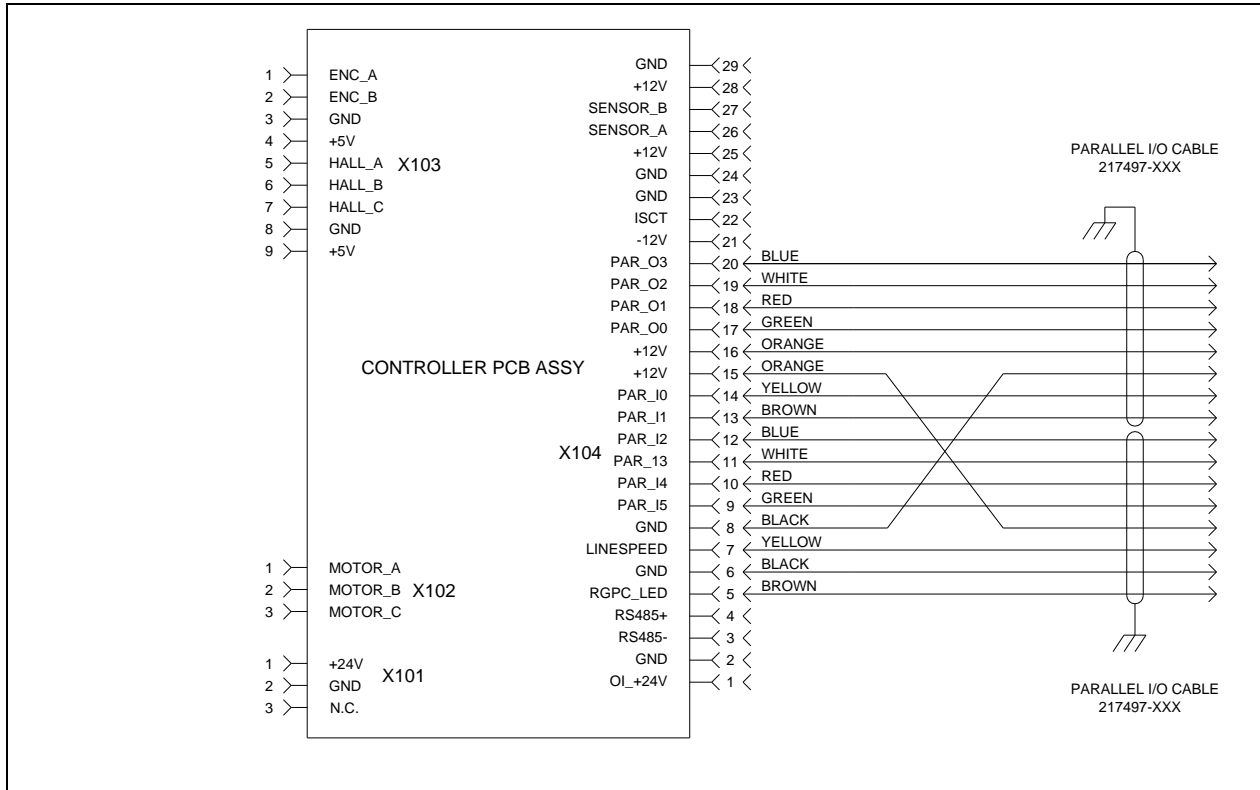 1 ENC_A
2 ENC_B
3 GND
4 +5V
5 HALL_A
6 HALL_B
7 HALL_C
8 GND
9 +5V
X103
CONTROLLER PCB ASSY
1 MOTOR_A
2 MOTOR_B
3 MOTOR_C
X102
1 +24V
2 GND
3 N.C.
X101
X104
GND 29
+12V 28
SENSOR_B 27
SENSOR_A 26
+12V 25
GND 24
GND 23
ISCT 22
-12V 21
PAR_O3 20 BLUE
PAR_O2 19 WHITE
PAR_O1 18 RED
PAR_O0 17 GREEN
+12V 16 ORANGE
+12V 15 ORANGE
PAR_I0 14 YELLOW
PAR_I1 13 BROWN
PAR_I2 12 BLUE
PAR_13 11 WHITE
PAR_I4 10 RED
PAR_I5 9 GREEN
GND 8 BLACK
LINESPEED 7 YELLOW
GND 6 BLACK
RGPC_LED 5 BROWN
RS485+ 4
RS485- 3
GND 2
OI_+24V 1
PARALLEL I/O CABLE
217497-XXX
PARALLEL I/O CABLE
217497-XXX